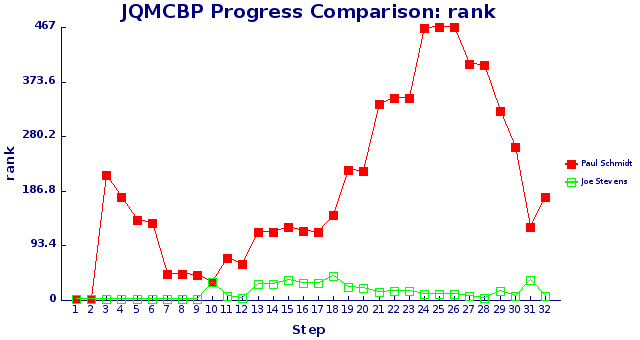 JQMCBP Progress Comparison: rank
467
373.6
280.2
186.8
93.4
0
rank
1 2 3 4 5 6 7 8 9 10 11 12 13 14 15 16 17 18 19 20 21 22 23 24 25 26 27 28 29 30 31 32
Step
Paul Schmidt
Joe Stevens